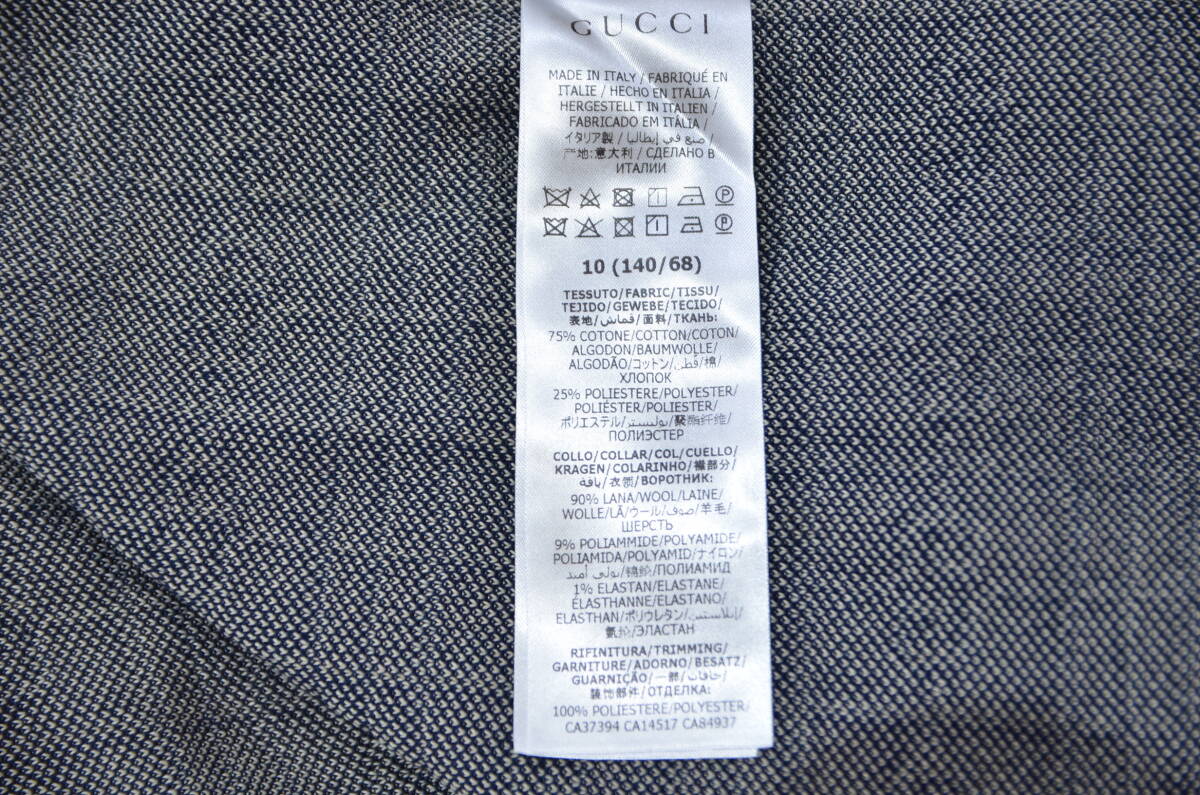 GUCCI
MADE IN ITALY / FABRIQUÉ EN
ITALIE / HECHO EN ITALIA /
HERGESTELLT IN ITALIEN /
FABRICADO EM ITÁLIA /
イタリア製 / صنع في إيطاليا /
产地:意大利 / СДЕЛАНО В
ИТАЛИИ
10 (140/68)
TESSUTO/FABRIC/TISSU/
TEJIDO/GEWEBE/TECIDO/
表地/قماش/面料/ТКАНЬ:
75% COTONE/COTTON/COTON/
ALGODON/BAUMWOLLE/
ALGODÃO/コットン/قطن/棉/
ХЛОПОК
25% POLIESTERE/POLYESTER/
POLIÉSTER/POLIESTER/
ポリエステル/بوليستر/聚酯纤维/
ПОЛИЭСТЕР
COLLO/COLLAR/COL/CUELLO/
KRAGEN/COLARINHO/襟部分/
ياقة/衣领/ВОРОТНИК:
90% LANA/WOOL/LAINE/
WOLLE/LÃ/ウール/صوف/羊毛/
ШЕРСТЬ
9% POLIAMMIDE/POLYAMIDE/
POLIAMIDA/POLYAMID/ナイロン/
بولي أميد/锦纶/ПОЛИАМИД
1% ELASTAN/ELASTANE/
ÉLASTHANNE/ELASTANO/
ELASTHAN/ポリウレタン/إيلاستين/
氨纶/ЭЛАСТАН
RIFINITURA/TRIMMING/
GARNITURE/ADORNO/BESATZ/
GUARNIÇÃO/一部/حافات/
装饰部件/ОТДЕЛКА:
100% POLIESTERE/POLYESTER/
CA37394 CA14517 CA84937